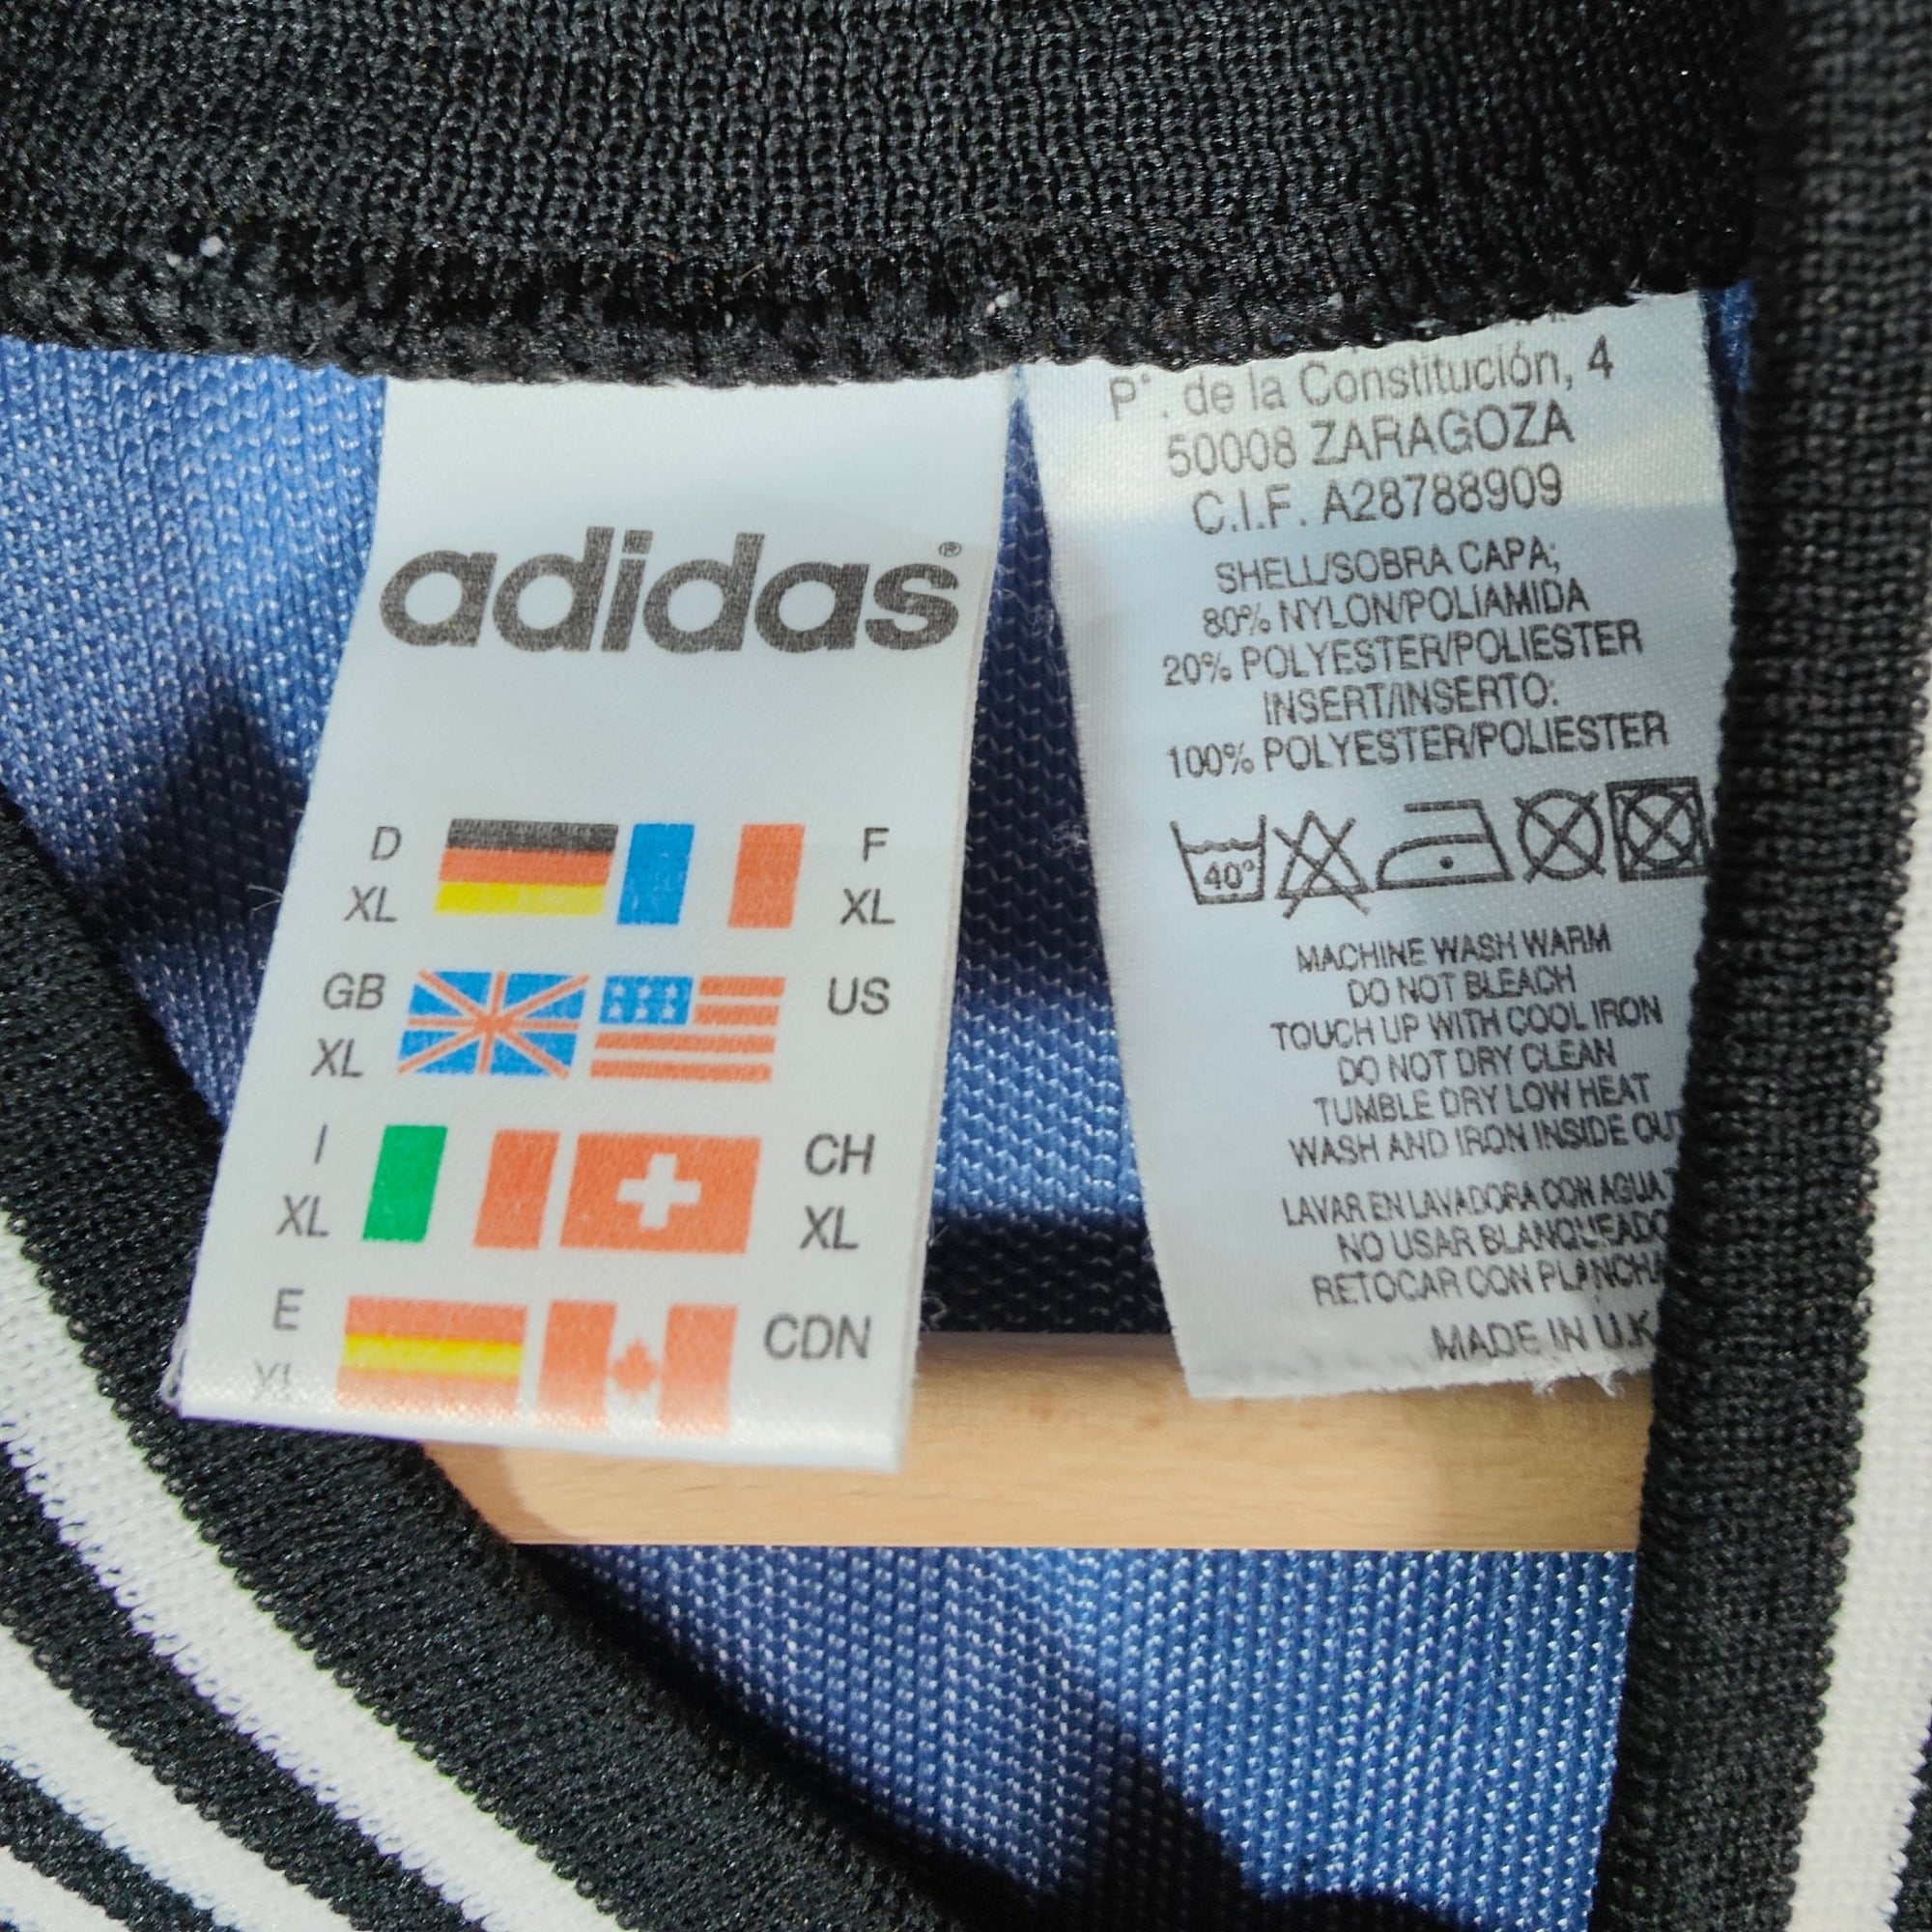 adidas®
D F
XL XL
GB US
XL
I CH
XL XL
E CDN
XL
P°. de la Constitución, 4
50008 ZARAGOZA
C.I.F. A28788909
SHELL/SOBRA CAPA;
80% NYLON/POLIAMIDA
20% POLYESTER/POLIESTER
INSERT/INSERTO:
100% POLYESTER/POLIESTER
40°
MACHINE WASH WARM
DO NOT BLEACH
TOUCH UP WITH COOL IRON
DO NOT DRY CLEAN
TUMBLE DRY LOW HEAT
WASH AND IRON INSIDE OUT
LAVAR EN LAVADORA CON AGUA
NO USAR BLANQUEADO
RETOCAR CON PLANCHA
MADE IN U.K